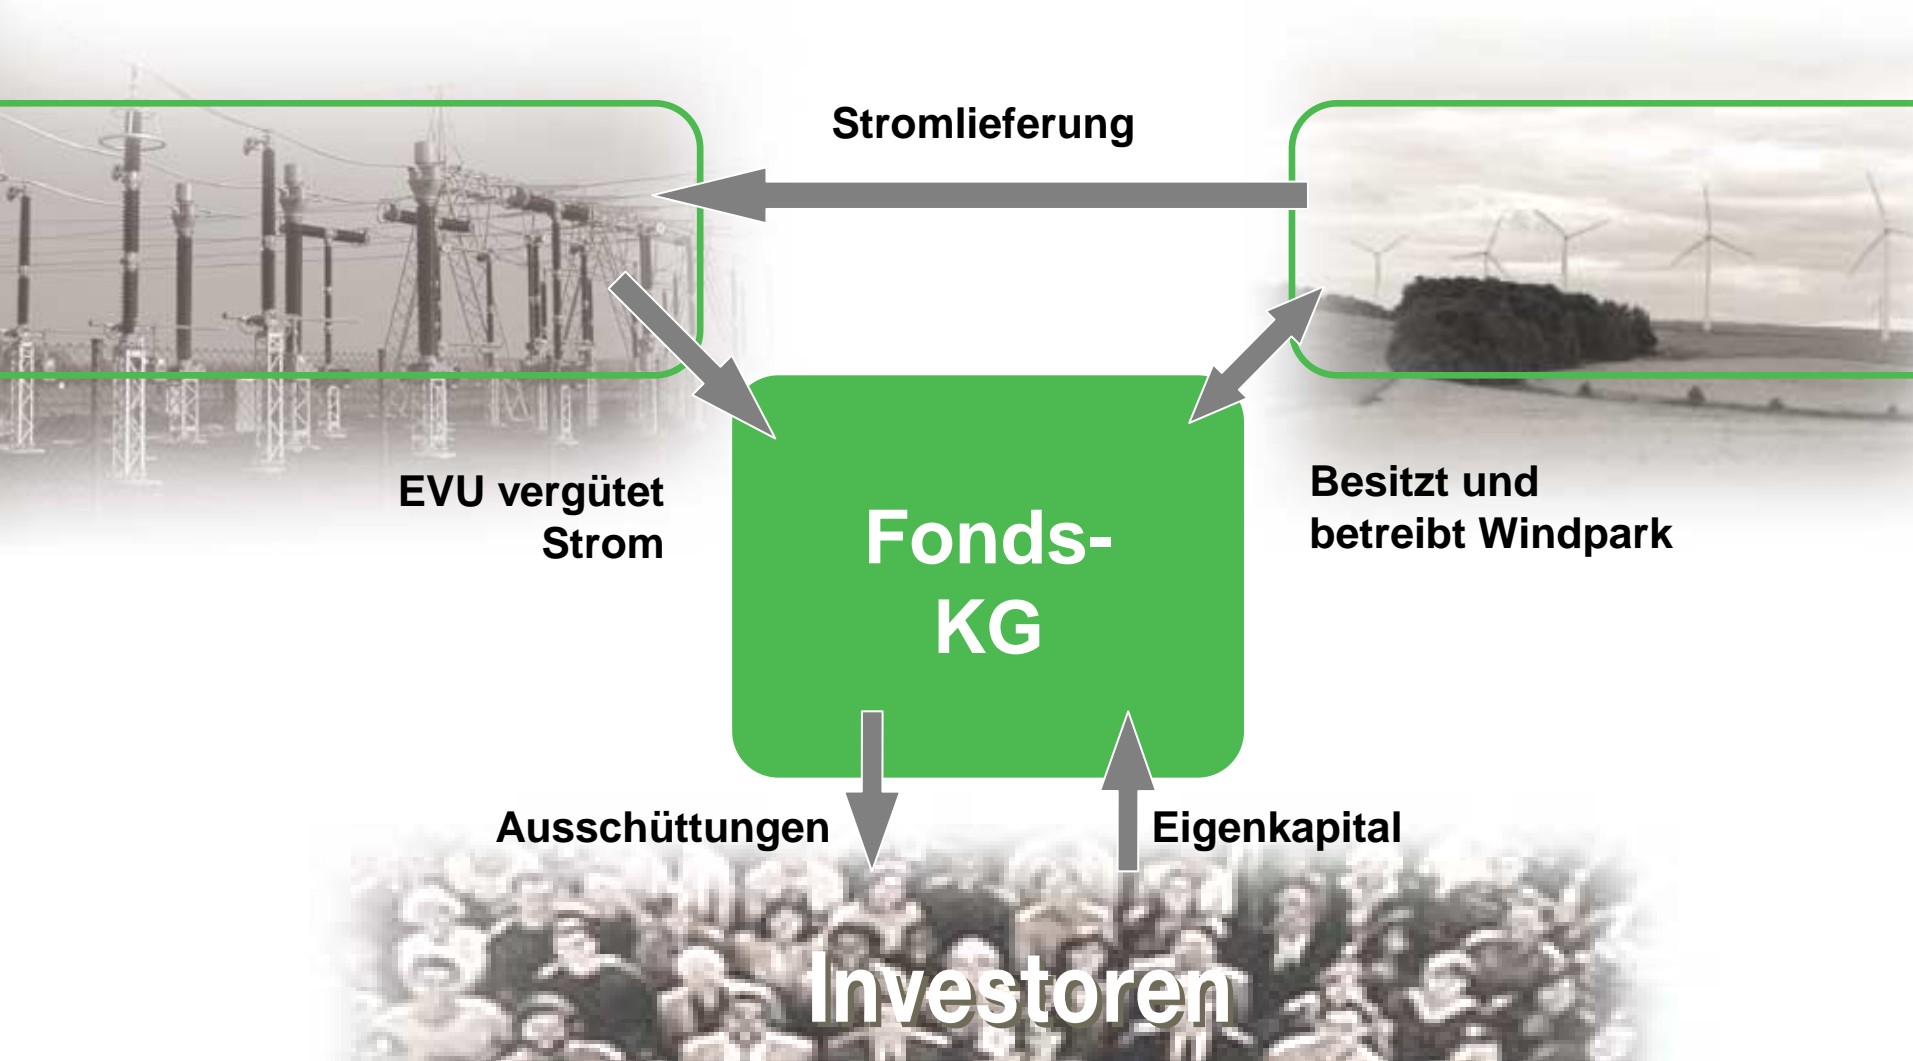 Stromlieferung
EVU vergütet
Strom
Fonds-
KG
Besitzt und
betreibt Windpark
Ausschüttungen
Eigenkapital
Investoren